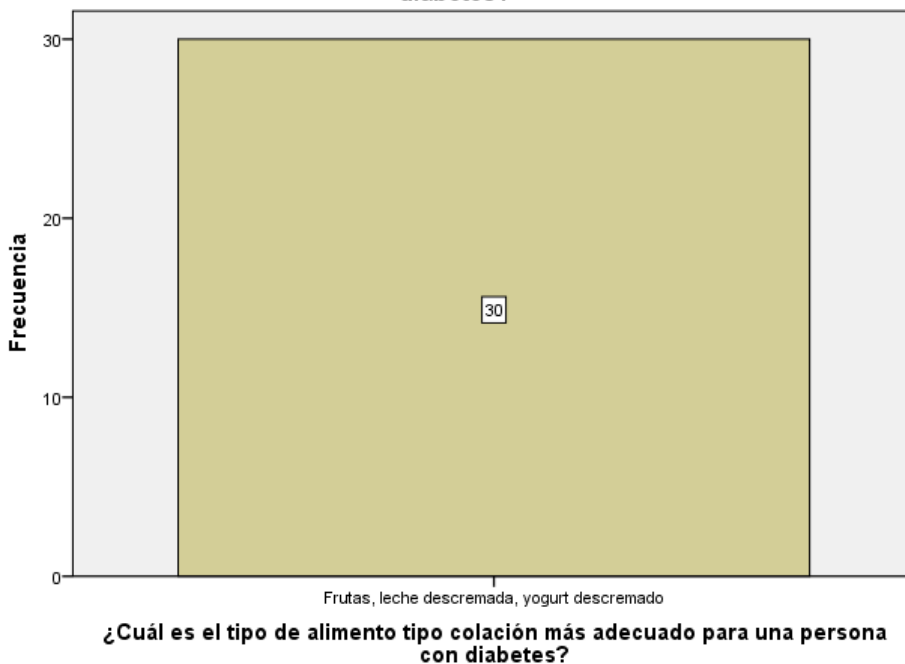 30
20
10
0
Frecuencia
30
Frutas, leche descremada, yogurt descremado
¿Cuál es el tipo de alimento tipo colación más adecuado para una persona
con diabetes?